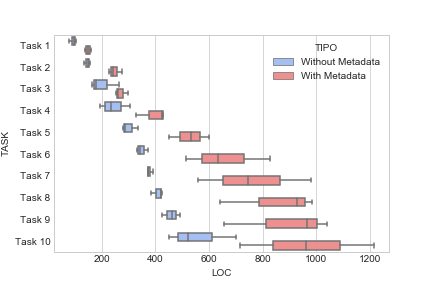 TIPO
Without Metadata
With Metadata
Task 1
Task 2
Task 3
Task 4
Task 5
Task 6
Task 7
Task 8
Task 9
Task 10
TASK
200 400 600 800 1000 1200
LOC